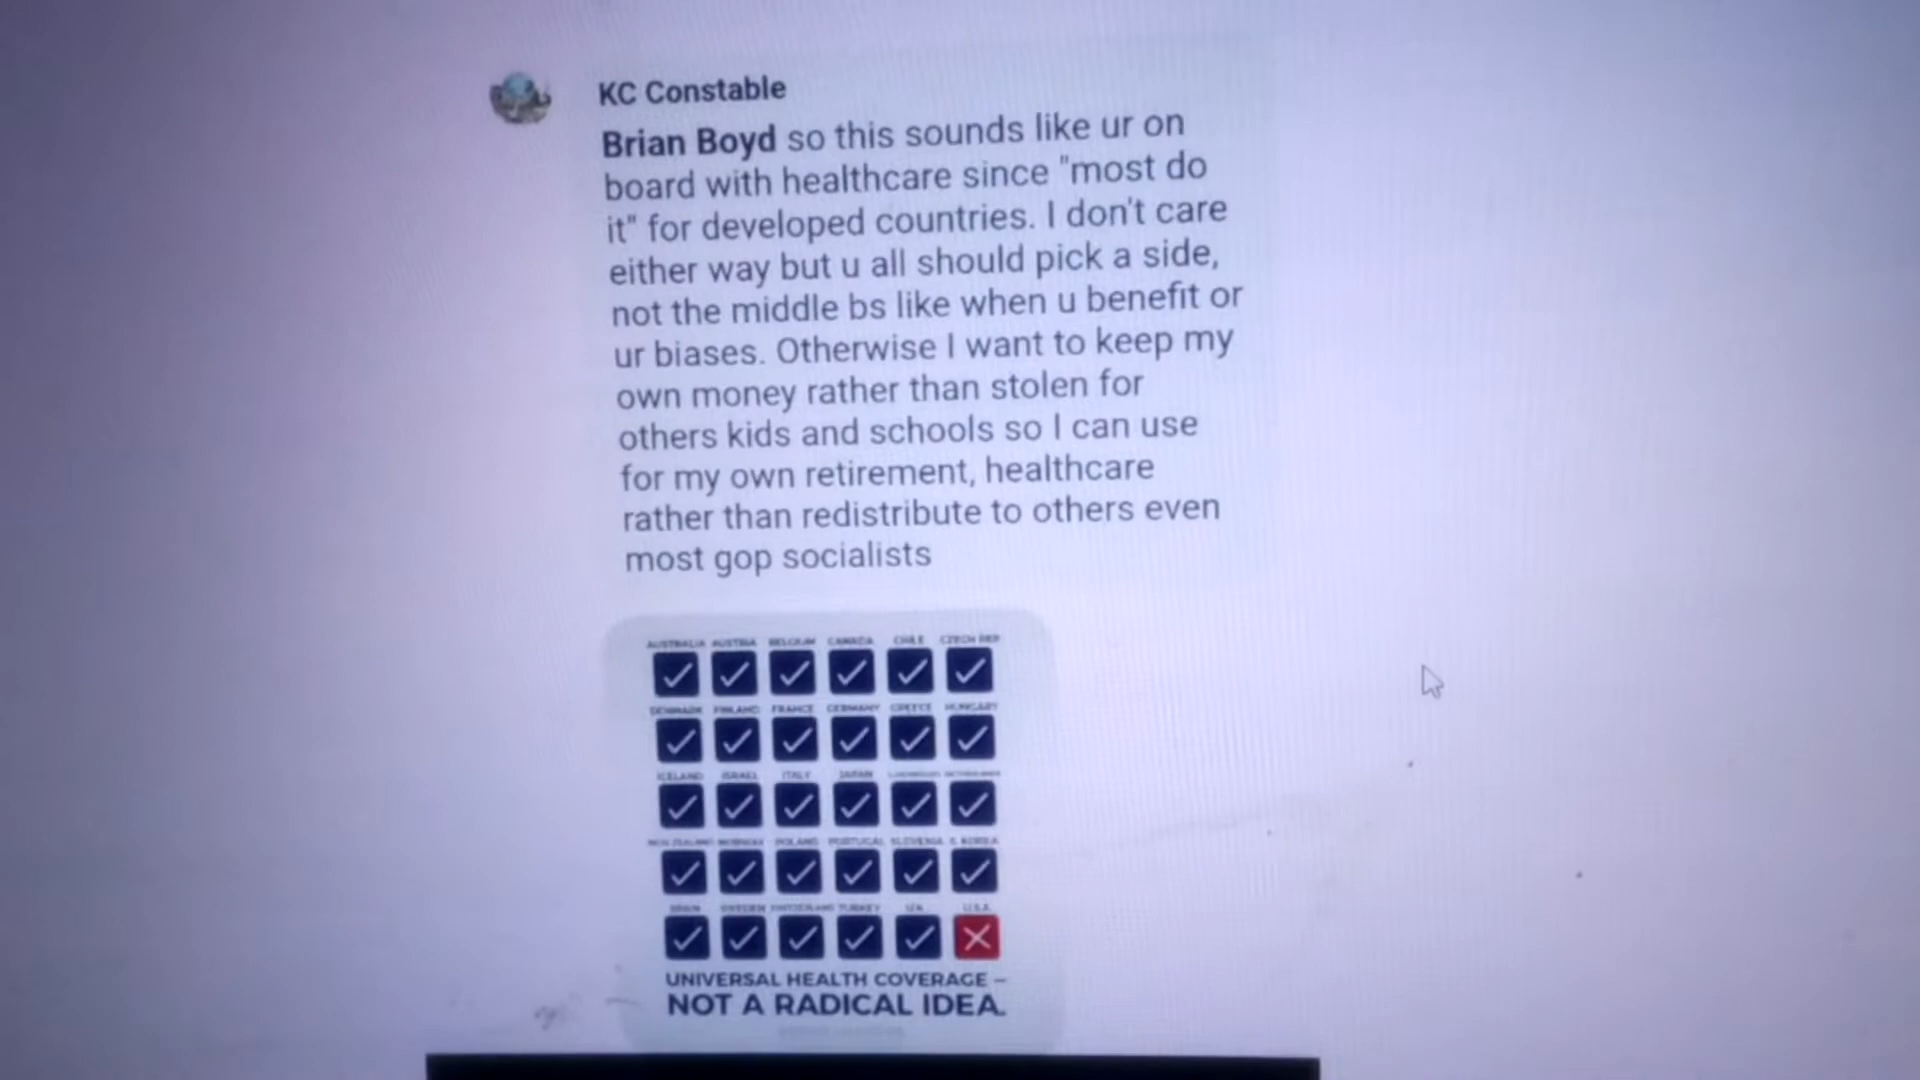 KC Constable
Brian Boyd so this sounds like ur on
board with healthcare since "most do
it" for developed countries. I don't care
either way but u all should pick a side,
not the middle bs like when u benefit or
ur biases. Otherwise I want to keep my
own money rather than stolen for
others kids and schools so I can use
for my own retirement, healthcare
rather than redistribute to others even
most gop socialists
AUSTRALIA AUSTRIA BELGIUM CANADA CHILE CZECH REP
DENMARK FINLAND FRANCE GERMANY GREECE HUNGARY
ICELAND ISRAEL ITALY JAPAN
NEW ZEALAND NORWAY POLAND PORTUGAL SLOVENIA S. KOREA
SPAIN SWEDEN SWITZERLAND TURKEY U.K. U.S.A.
UNIVERSAL HEALTH COVERAGE –
NOT A RADICAL IDEA.